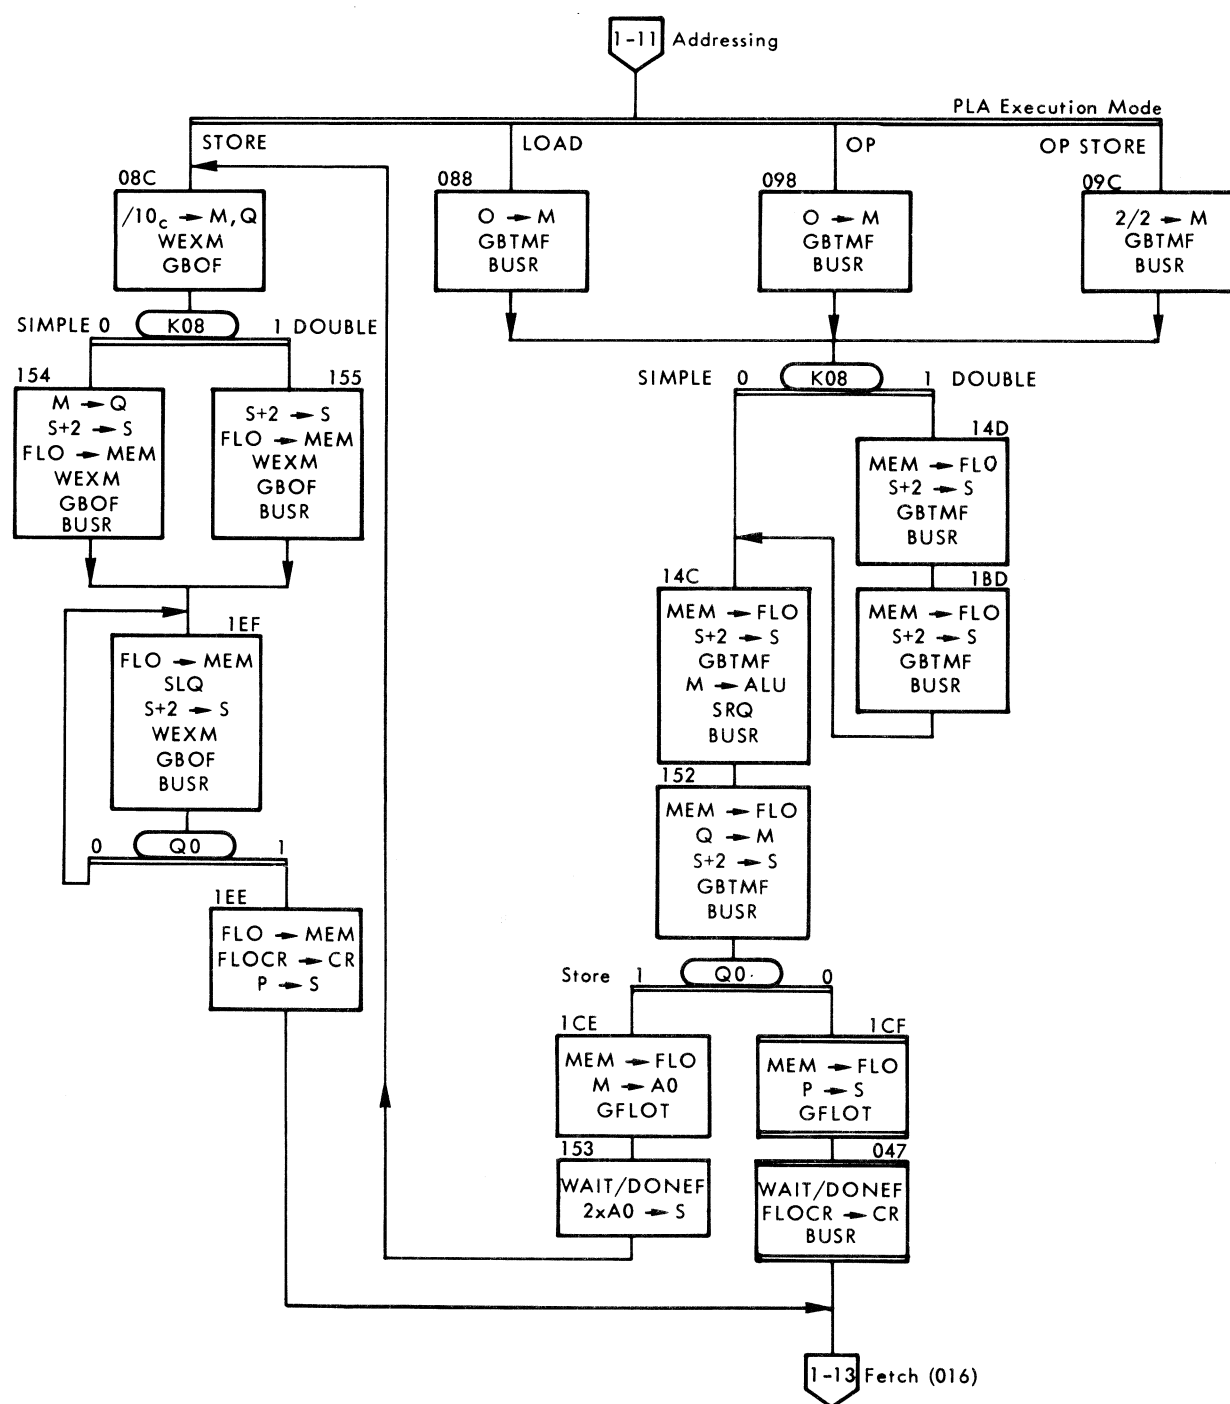 1-11 Addressing
PLA Execution Mode
STORE
LOAD
OP
OP STORE
08C
088
098
09C
/10c → M, Q
WEXM
GBOF
O → M
GBTMF
BUSR
O → M
GBTMF
BUSR
2/2 → M
GBTMF
BUSR
SIMPLE 0 K08 1 DOUBLE
154
M → Q
S+2 → S
FLO → MEM
WEXM
GBOF
BUSR
155
S+2 → S
FLO → MEM
WEXM
GBOF
BUSR
SIMPLE 0 K08 1 DOUBLE
14D
MEM → FLO
S+2 → S
GBTMF
BUSR
1BD
MEM → FLO
S+2 → S
GBTMF
BUSR
14C
MEM → FLO
S+2 → S
GBTMF
M → ALU
SRQ
BUSR
1EF
FLO → MEM
SLQ
S+2 → S
WEXM
GBOF
BUSR
152
MEM → FLO
Q → M
S+2 → S
GBTMF
BUSR
0 Q0 1
1EE
FLO → MEM
FLOCR → CR
P → S
Store 1 Q0 0
1CE
MEM → FLO
M → A0
GFLOT
1CF
MEM → FLO
P → S
GFLOT
153
WAIT/DONEF
2xA0 → S
047
WAIT/DONEF
FLOCR → CR
BUSR
1-13 Fetch (016)